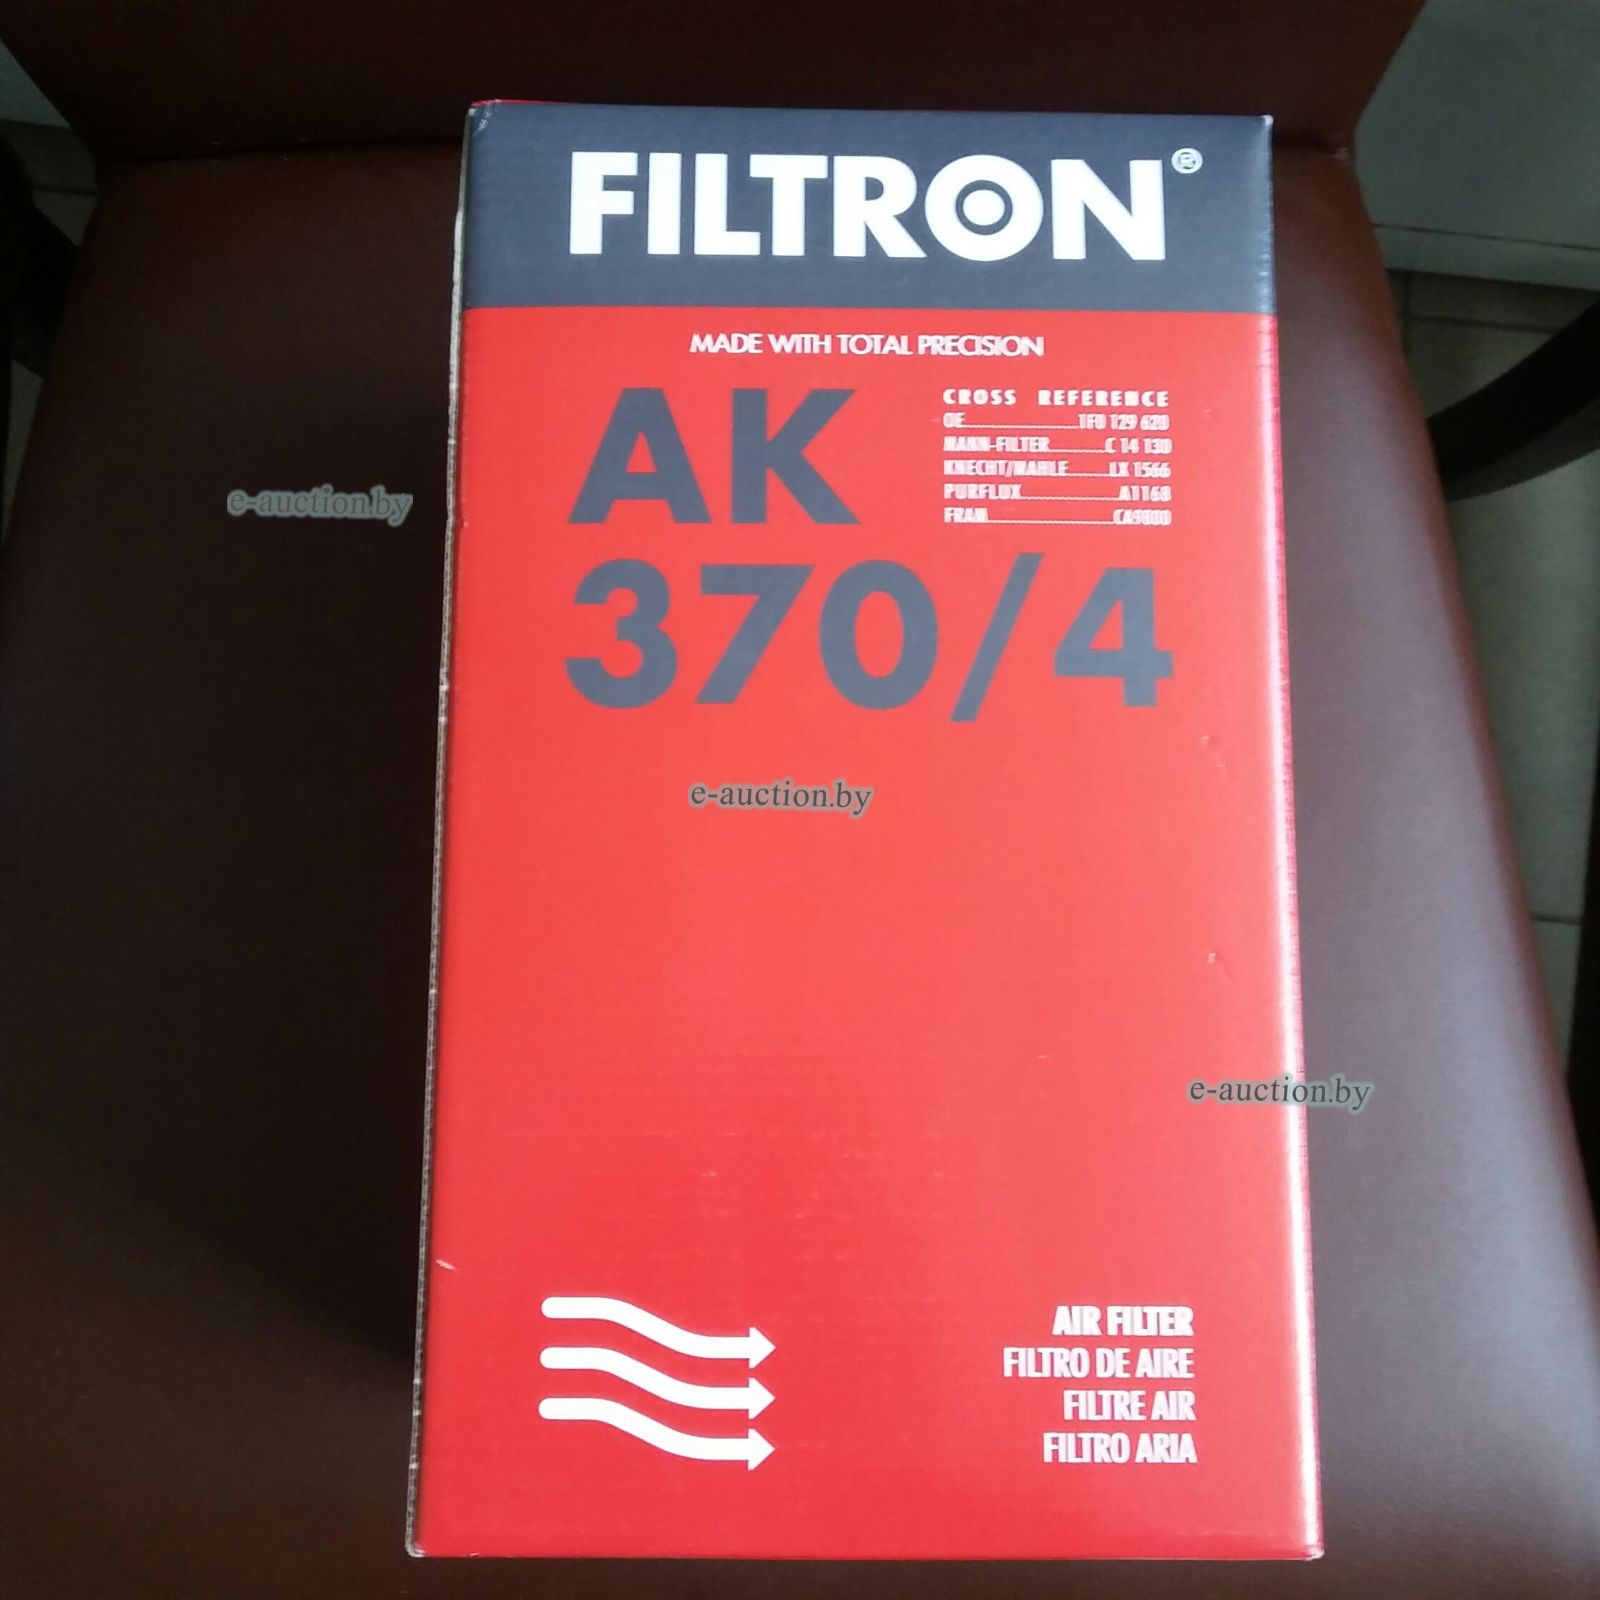 FILTRON®
MADE WITH TOTAL PRECISION
AK
370/4
CROSS REFERENCE
OE 1F0 129 620
MANN-FILTER C 14 130
KNECHT/MAHLE LX 1566
PURFLUX A1168
FRAM CA9800
e-auction.by
e-auction.by
e-auction.by
AIR FILTER
FILTRO DE AIRE
FILTRE AIR
FILTRO ARIA